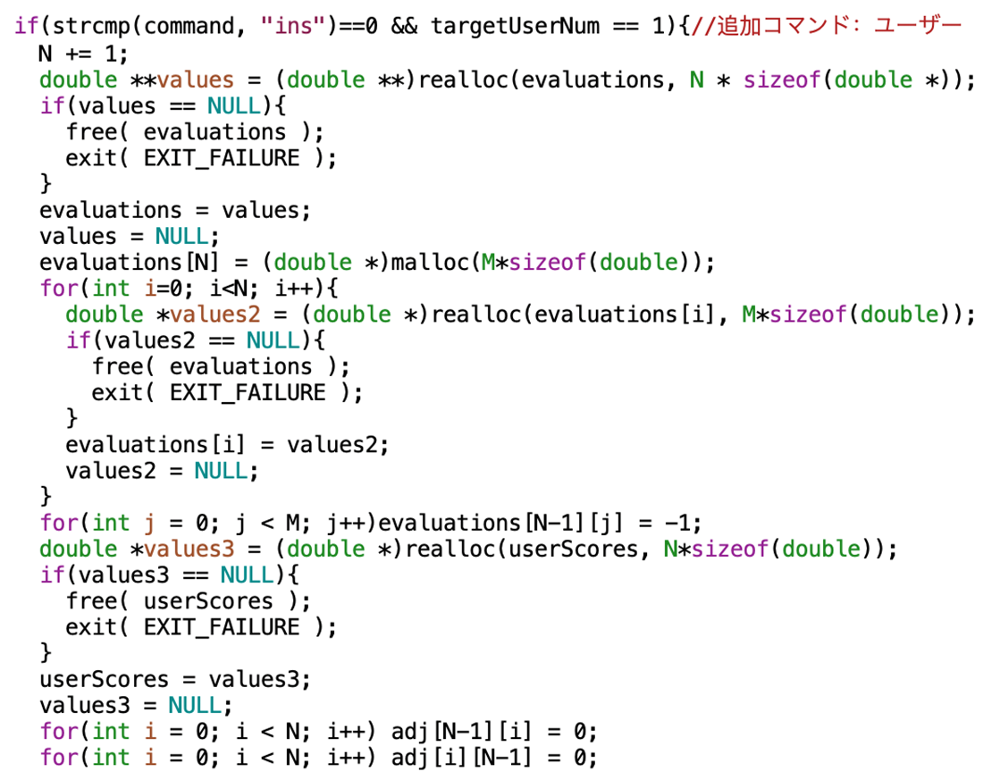 if(strcmp(command, "ins")==0 && targetUserNum == 1){//追加コマンド: ユーザー
N += 1;
double **values = (double **)realloc(evaluations, N * sizeof(double *));
if(values == NULL){
free( evaluations );
exit( EXIT_FAILURE );
}
evaluations = values;
values = NULL;
evaluations[N] = (double *)malloc(M*sizeof(double));
for(int i=0; i<N; i++){
double *values2 = (double *)realloc(evaluations[i], M*sizeof(double));
if(values2 == NULL){
free( evaluations );
exit( EXIT_FAILURE );
}
evaluations[i] = values2;
values2 = NULL;
}
for(int j = 0; j < M; j++)evaluations[N-1][j] = -1;
double *values3 = (double *)realloc(userScores, N*sizeof(double));
if(values3 == NULL){
free( userScores );
exit( EXIT_FAILURE );
}
userScores = values3;
values3 = NULL;
for(int i = 0; i < N; i++) adj[N-1][i] = 0;
for(int i = 0; i < N; i++) adj[i][N-1] = 0;